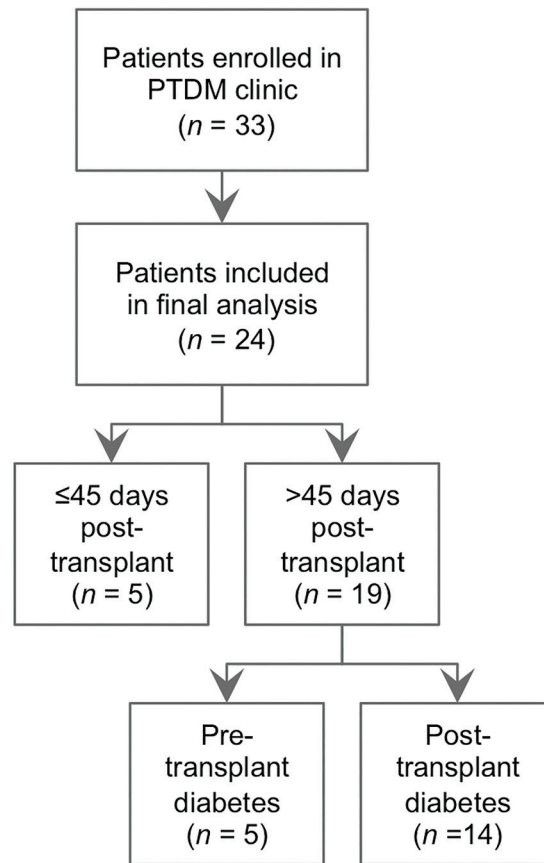 Patients enrolled in
PTDM clinic
(n = 33)
Patients included
in final analysis
(n = 24)
≤45 days
post-
transplant
(n = 5)
>45 days
post-
transplant
(n = 19)
Pre-
transplant
diabetes
(n = 5)
Post-
transplant
diabetes
(n =14)